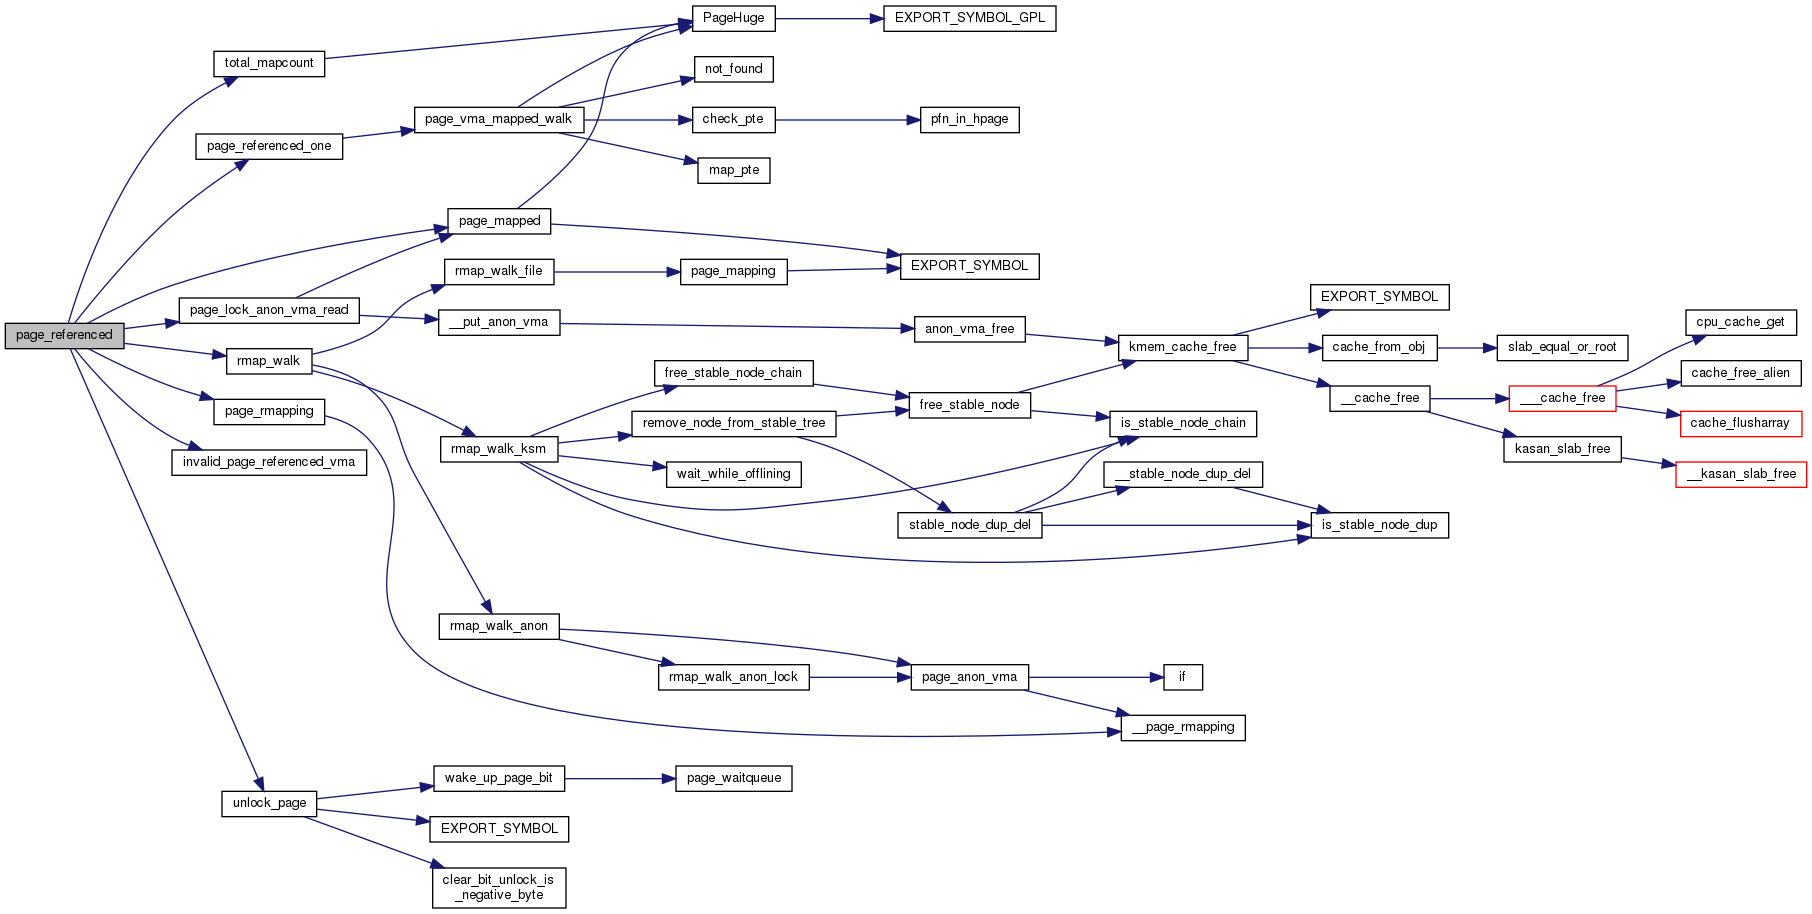 PageHuge
EXPORT_SYMBOL_GPL
total_mapcount
not_found
page_vma_mapped_walk
check_pte
pfn_in_hpage
page_referenced_one
map_pte
page_mapped
rmap_walk_file
page_mapping
EXPORT_SYMBOL
EXPORT_SYMBOL
page_lock_anon_vma_read
__put_anon_vma
anon_vma_free
cpu_cache_get
page_referenced
kmem_cache_free
cache_from_obj
slab_equal_or_root
rmap_walk
free_stable_node_chain
cache_free_alien
__cache_free
___cache_free
page_rmapping
free_stable_node
remove_node_from_stable_tree
is_stable_node_chain
cache_flusharray
rmap_walk_ksm
kasan_slab_free
invalid_page_referenced_vma
wait_while_offlining
__stable_node_dup_del
__kasan_slab_free
stable_node_dup_del
is_stable_node_dup
rmap_walk_anon
rmap_walk_anon_lock
page_anon_vma
if
__page_rmapping
wake_up_page_bit
page_waitqueue
unlock_page
EXPORT_SYMBOL
clear_bit_unlock_is
_negative_byte